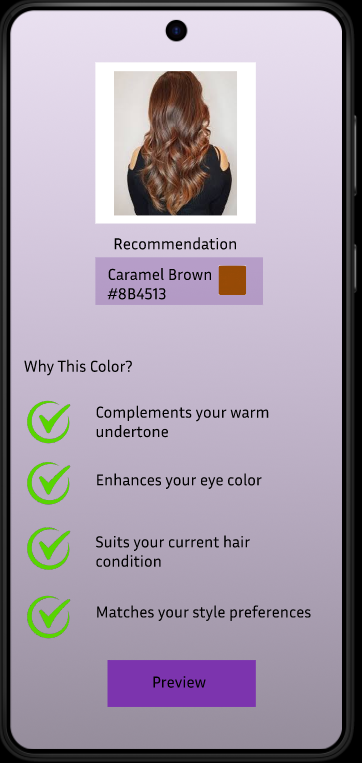 Recommendation
Caramel Brown
#8B4513
Why This Color?
Complements your warm
undertone
Enhances your eye color
Suits your current hair
condition
Matches your style preferences
Preview